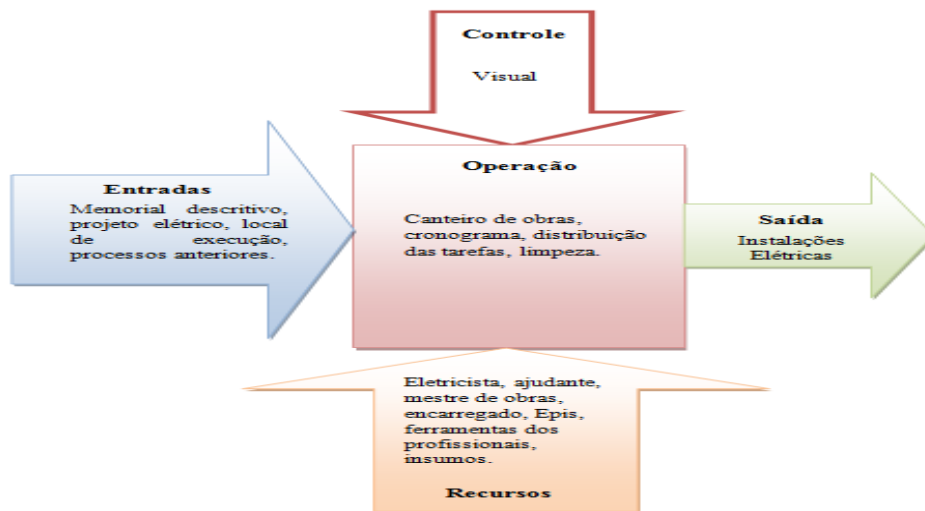 Controle
Visual
Entradas
Memorial descritivo,
projeto elétrico, local
de execução,
processos anteriores.
Operação
Canteiro de obras,
cronograma, distribuição
das tarefas, limpeza.
Saída
Instalações
Elétricas
Eletricista, ajudante,
mestre de obras,
encarregado, Epis,
ferramentas dos
profissionais,
insumos.
Recursos